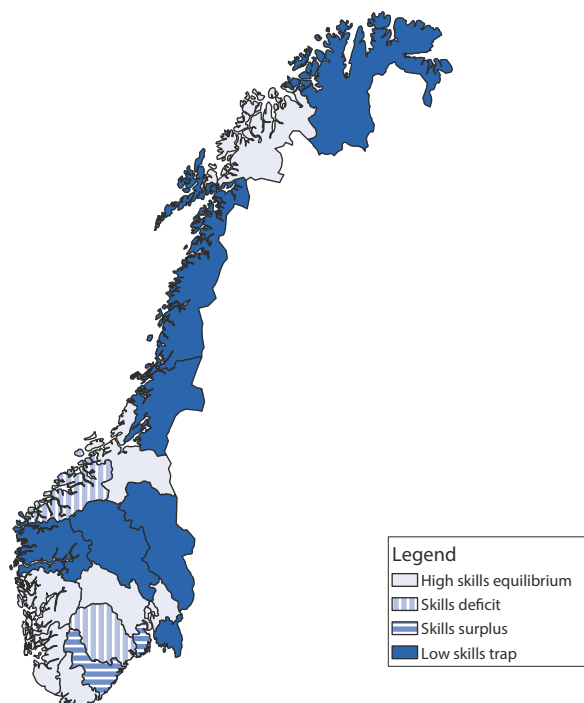 Legend
High skills equilibrium
Skills deficit
Skills surplus
Low skills trap